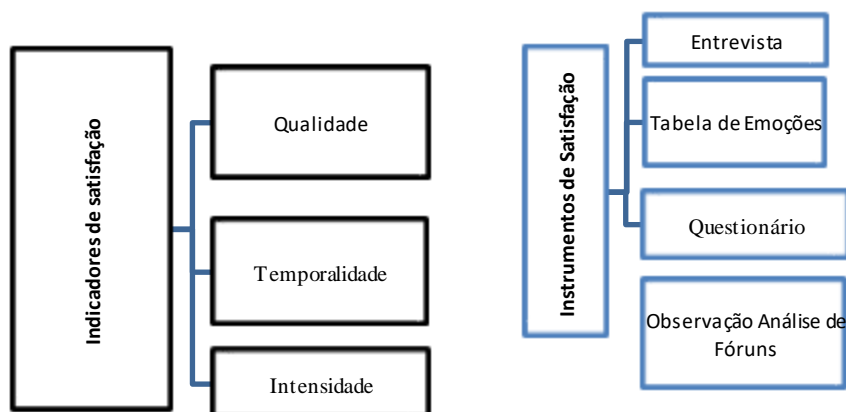 Indicadores de satisfação
Qualidade
Temporalidade
Intensidade
Instrumentos de Satisfação
Entrevista
Tabela de Emoções
Questionário
Observação Análise de
Fóruns